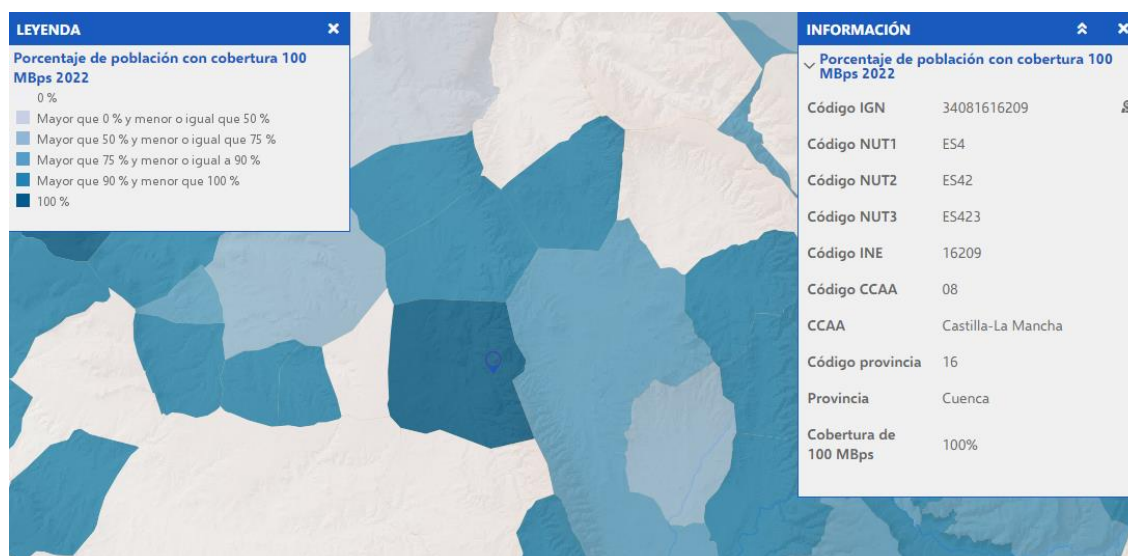 LEYENDA
Porcentaje de población con cobertura 100
MBps 2022
0 %
Mayor que 0 % y menor o igual que 50 %
Mayor que 50 % y menor o igual que 75 %
Mayor que 75 % y menor o igual a 90 %
Mayor que 90 % y menor que 100 %
100 %
INFORMACIÓN
Porcentaje de población con cobertura 100
MBps 2022
Código IGN 34081616209
Código NUT1 ES4
Código NUT2 ES42
Código NUT3 ES423
Código INE 16209
Código CCAA 08
CCAA Castilla-La Mancha
Código provincia 16
Provincia Cuenca
Cobertura de
100 MBps 100%